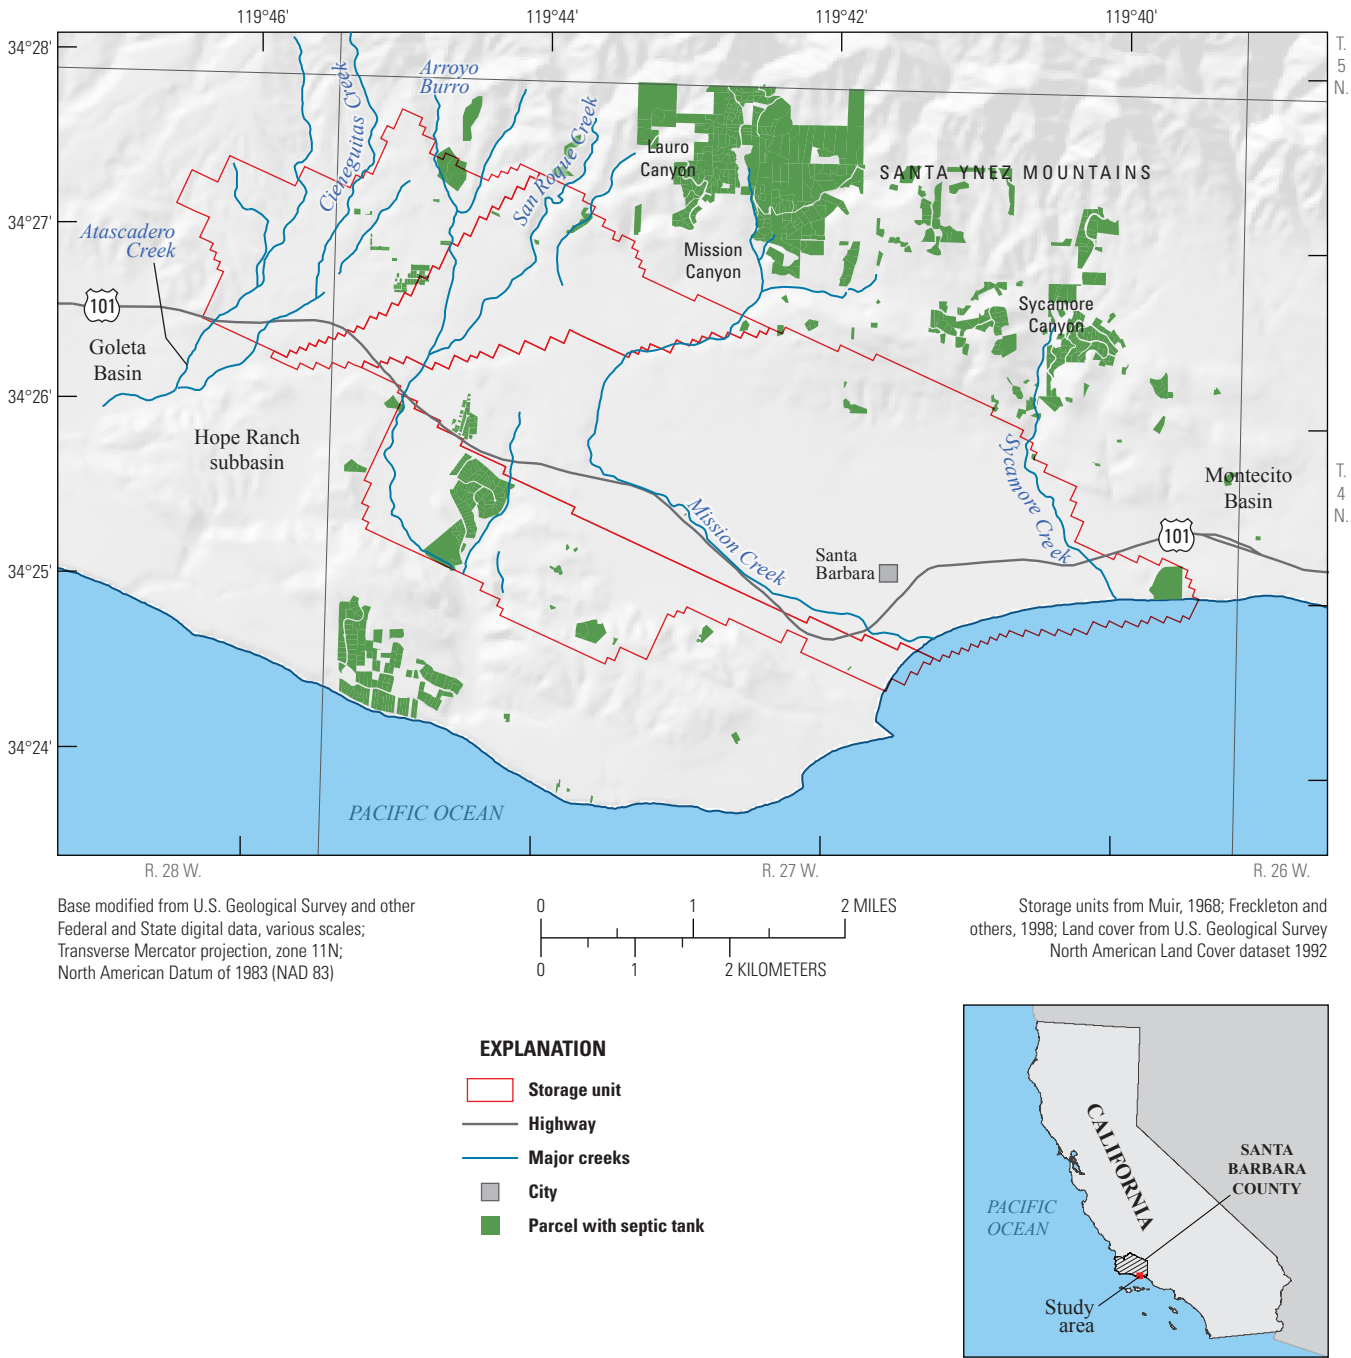 119°46'
119°44'
119°42'
119°40'
34°28'
34°27'
34°26'
34°25'
34°24'
T.
5
N.
T.
4
N.
Arroyo
Burro
Cieneguitas Creek
San Roque Creek
Lauro
Canyon
SANTA YNEZ MOUNTAINS
Atascadero
Creek
Mission
Canyon
101
Sycamore
Canyon
Goleta
Basin
Hope Ranch
subbasin
Sycamore Creek
Montecito
Basin
Mission Creek
101
Santa
Barbara
PACIFIC OCEAN
R. 28 W.
R. 27 W.
R. 26 W.
Base modified from U.S. Geological Survey and other
Federal and State digital data, various scales;
Transverse Mercator projection, zone 11N;
North American Datum of 1983 (NAD 83)
0
1
2 MILES
0
1
2 KILOMETERS
Storage units from Muir, 1968; Freckleton and
others, 1998; Land cover from U.S. Geological Survey
North American Land Cover dataset 1992
EXPLANATION
Storage unit
Highway
Major creeks
City
Parcel with septic tank
CALIFORNIA
SANTA
BARBARA
COUNTY
PACIFIC
OCEAN
Study
area